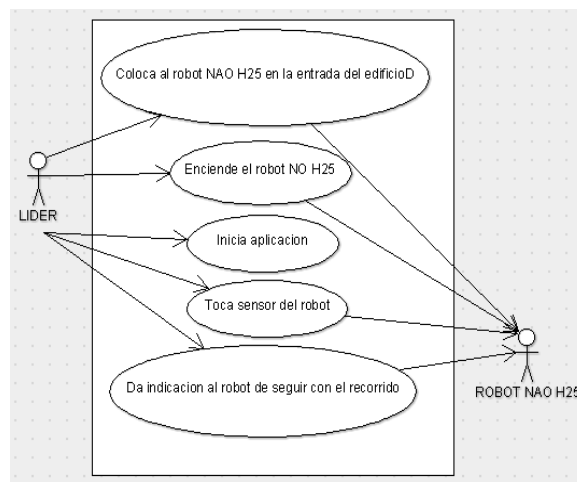 Coloca al robot NAO H25 en la entrada del edificioD
Enciende el robot NO H25
LIDER
Inicia aplicacion
Toca sensor del robot
Da indicacion al robot de seguir con el recorrido
ROBOT NAO H25